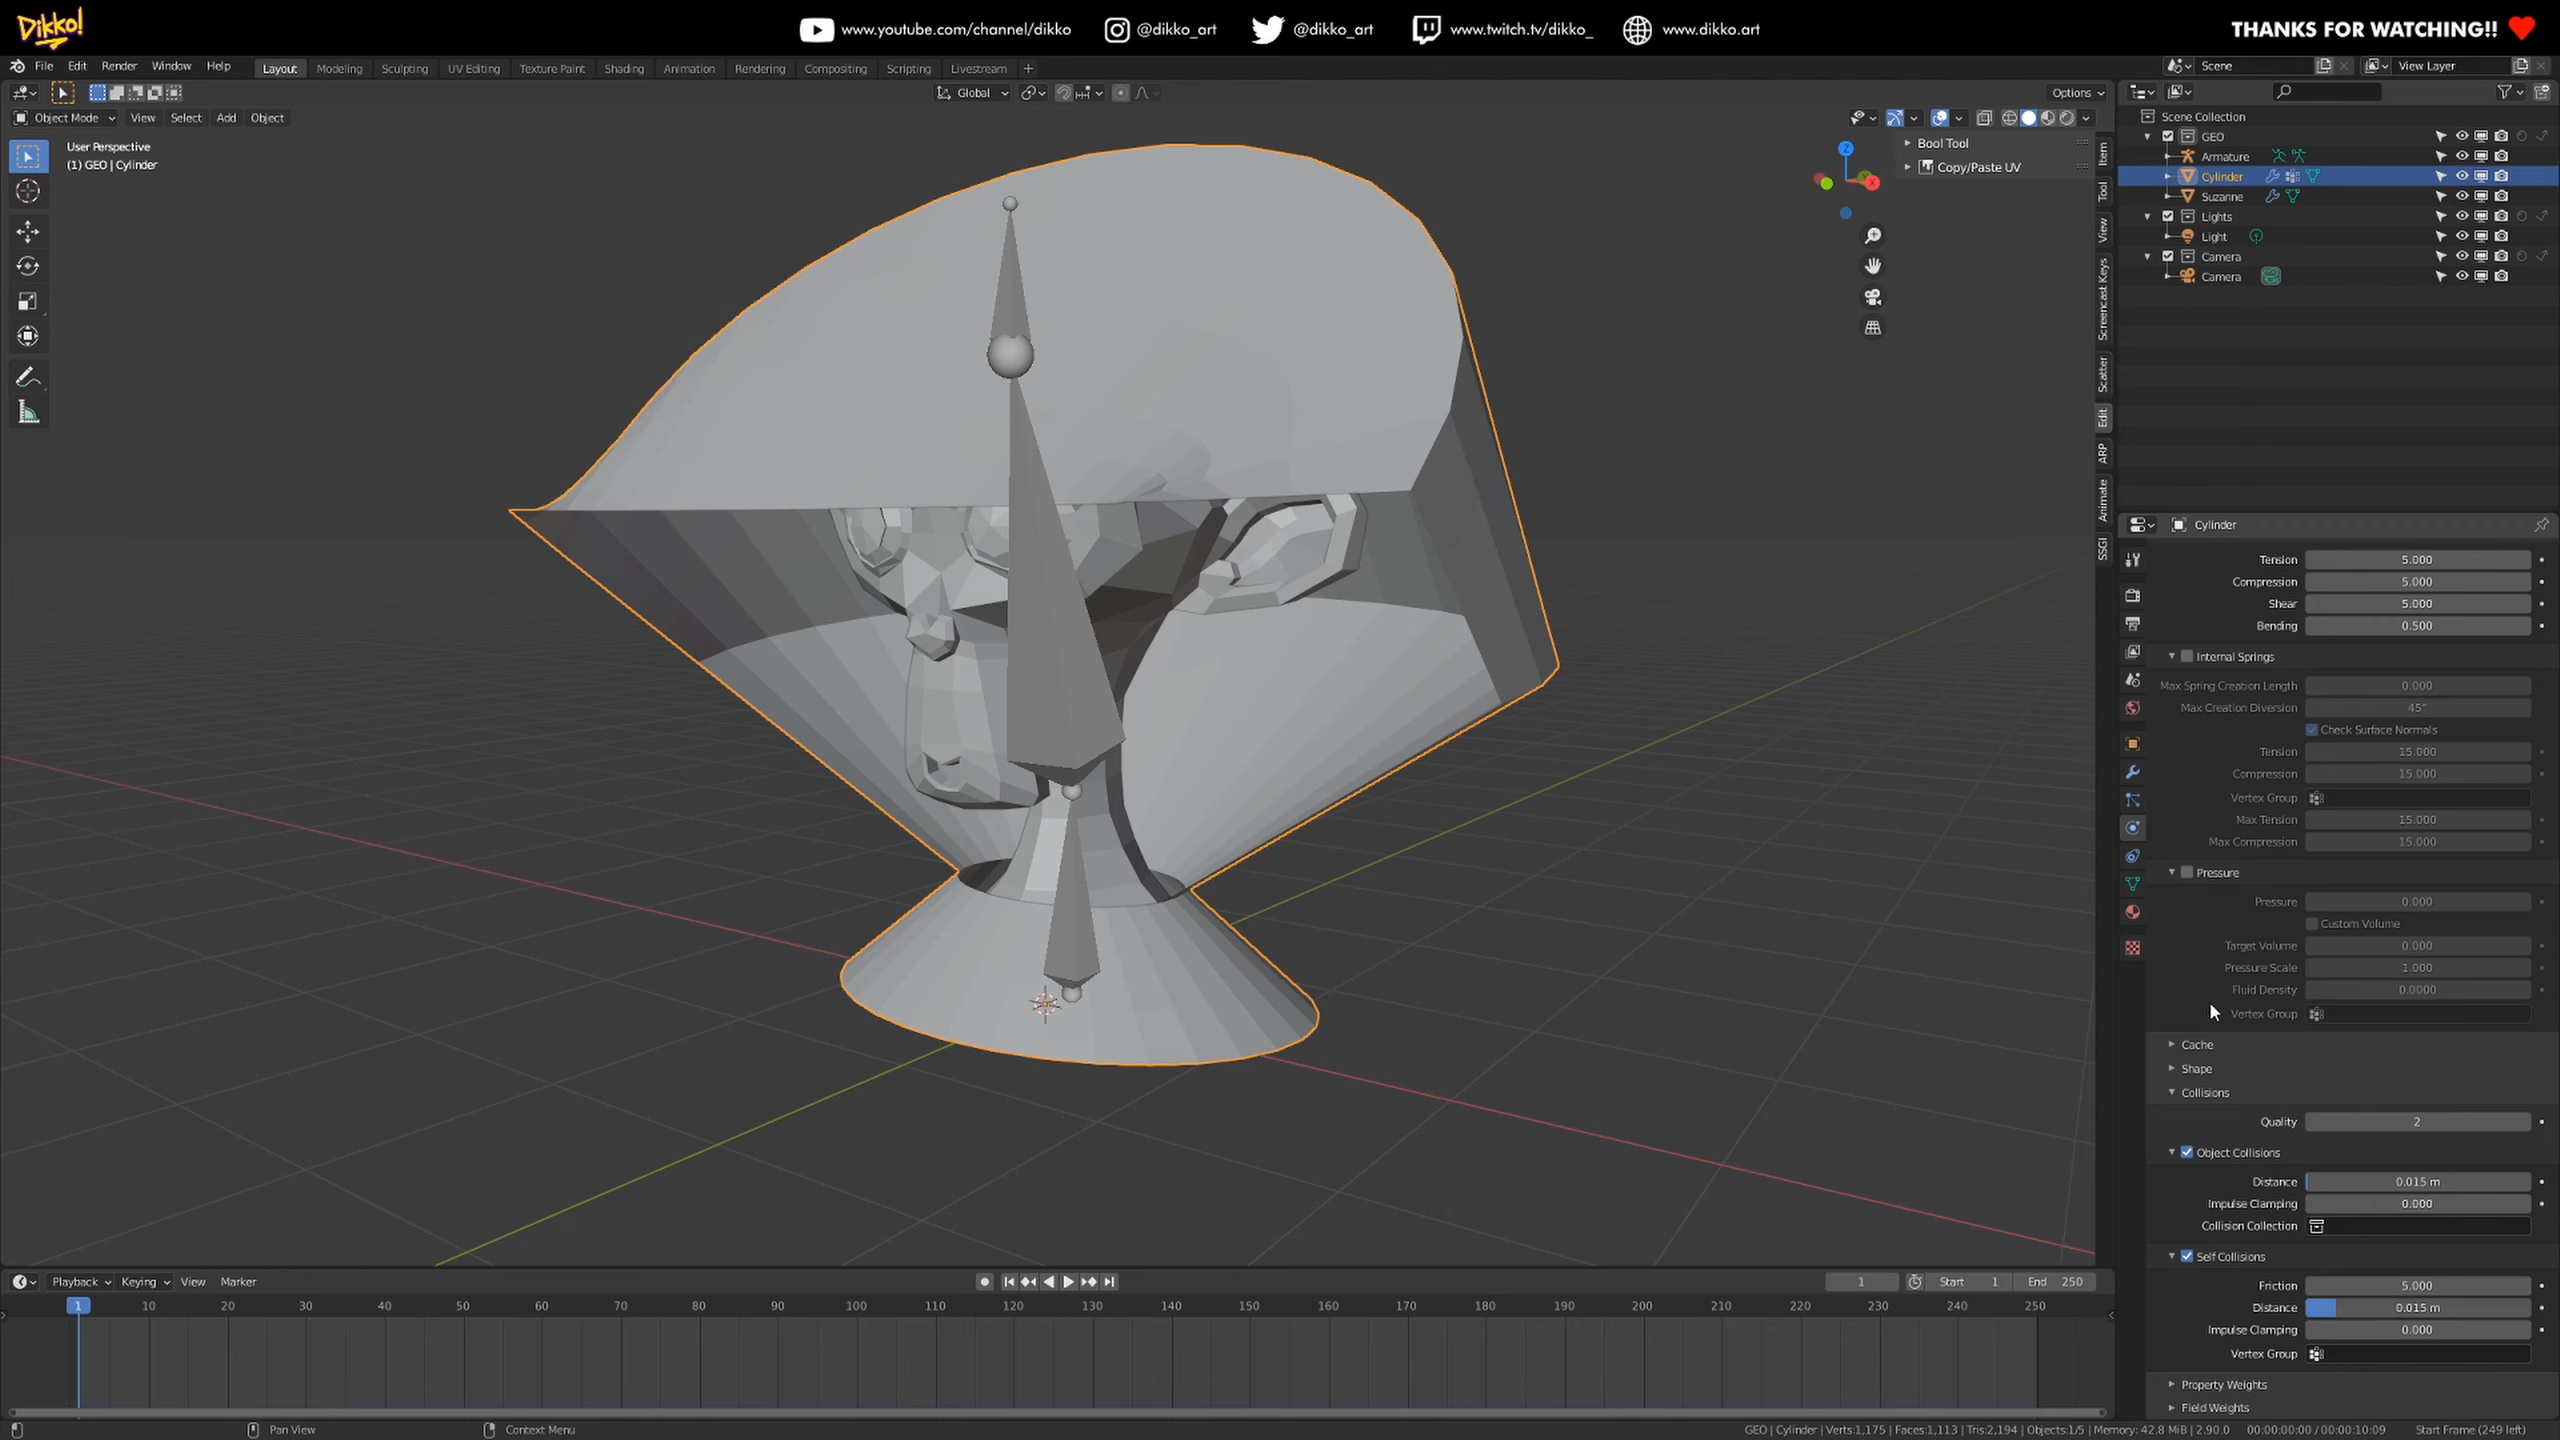 Dikko!
www.youtube.com/channel/dikko
@dikko_art
@dikko_art
www.twitch.tv/dikko_
www.dikko.art
THANKS FOR WATCHING!!
File Edit Render Window Help
Layout Modeling Sculpting UV Editing Texture Paint Shading Animation Rendering Compositing Scripting Livestream +
Scene
View Layer
Global
Options
Object Mode View Select Add Object
User Perspective
(1) GEO | Cylinder
Bool Tool
Copy/Paste UV
Item
Tool
View
Screencast Keys
Scatter
Edit
ARP
Animate
SSGI
Z
X
Scene Collection
GEO
Armature
Cylinder
Suzanne
Lights
Light
Camera
Camera
Cylinder
Tension 5.000
Compression 5.000
Shear 5.000
Bending 0.500
Internal Springs
Max Spring Creation Length 0.000
Max Creation Diversion 45°
Check Surface Normals
Tension 15.000
Compression 15.000
Vertex Group
Max Tension 15.000
Max Compression 15.000
Pressure
Pressure 0.000
Custom Volume
Target Volume 0.000
Pressure Scale 1.000
Fluid Density 0.0000
Vertex Group
Cache
Shape
Collisions
Quality 2
Object Collisions
Distance 0.015 m
Impulse Clamping 0.000
Collision Collection
Self Collisions
Friction 5.000
Distance 0.015 m
Impulse Clamping 0.000
Vertex Group
Property Weights
Field Weights
Playback Keying View Marker
1 Start 1 End 250
1 10 20 30 40 50 60 70 80 90 100 110 120 130 140 150 160 170 180 190 200 210 220 230 240 250
Pan View
Context Menu
GEO | Cylinder | Verts:1,175 | Faces:1,113 | Tris:2,194 | Objects:1/5 | Memory: 42.8 MiB | 2.90.0 00:00:00:00 / 00:00:10:09 Start Frame (249 left)